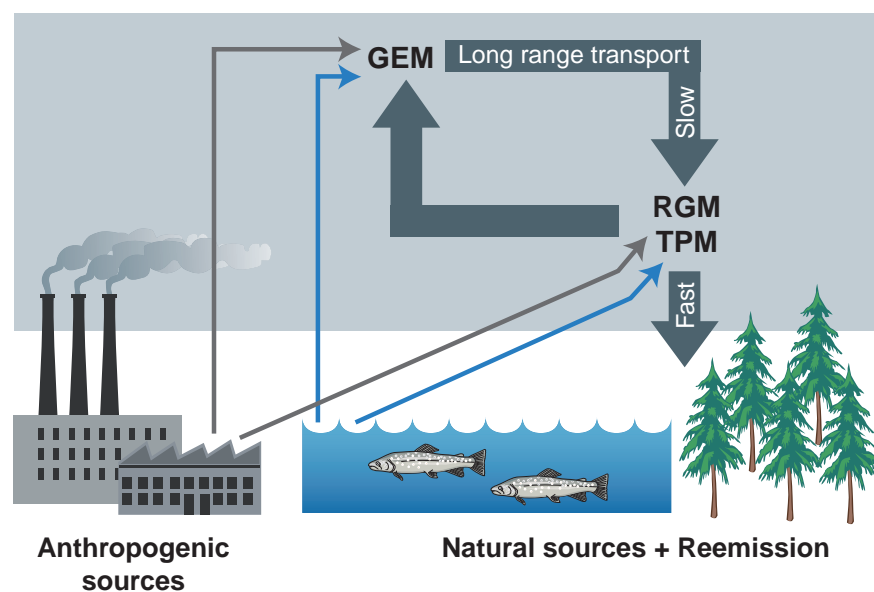 GEM
Long range transport
Slow
RGM
TPM
Fast
Anthropogenic
sources
Natural sources + Reemission